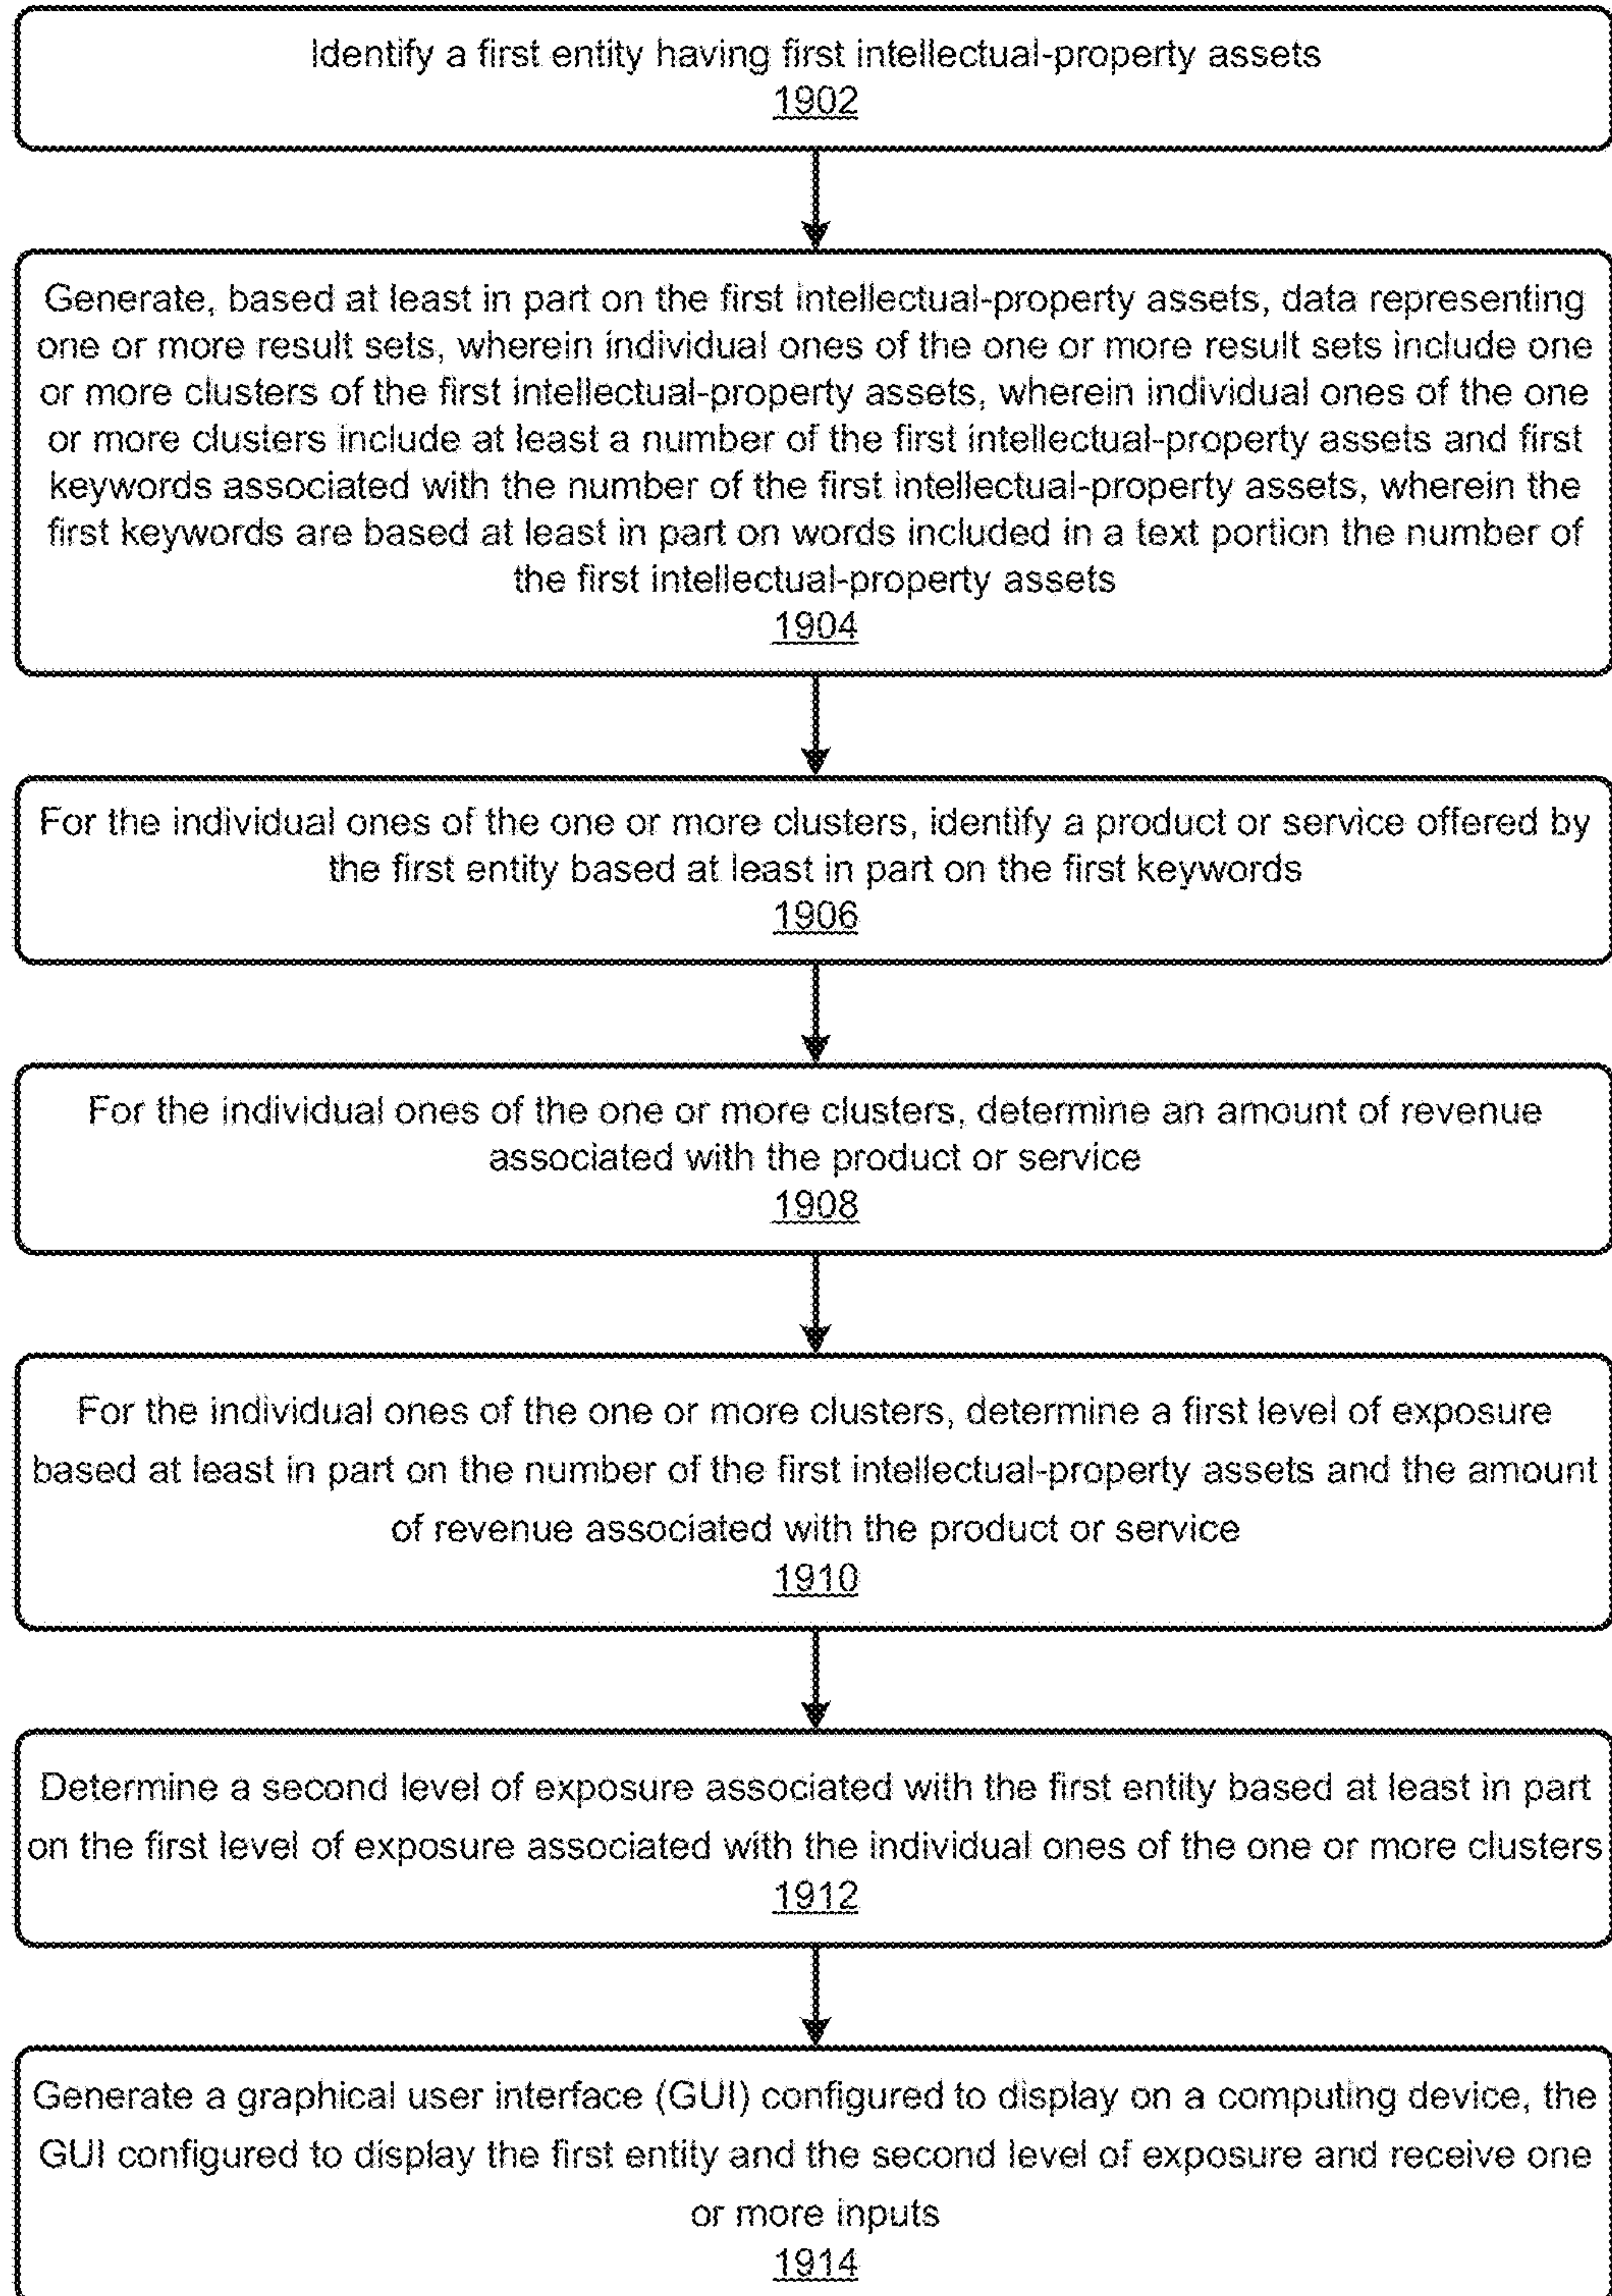 Identify a first entity having first intellectual-property assets
1902
Generate, based at least in part on the first intellectual-property assets, data representing
one or more result sets, wherein individual ones of the one or more result sets include one
or more clusters of the first intellectual-property assets, wherein individual ones of the one
or more clusters include at least a number of the first intellectual-property assets and first
keywords associated with the number of the first intellectual-property assets, wherein the
first keywords are based at least in part on words included in a text portion the number of
the first intellectual-property assets
1904
For the individual ones of the one or more clusters, identify a product or service offered by
the first entity based at least in part on the first keywords
1906
For the individual ones of the one or more clusters, determine an amount of revenue
associated with the product or service
1908
For the individual ones of the one or more clusters, determine a first level of exposure
based at least in part on the number of the first intellectual-property assets and the amount
of revenue associated with the product or service
1910
Determine a second level of exposure associated with the first entity based at least in part
on the first level of exposure associated with the individual ones of the one or more clusters
1912
Generate a graphical user interface (GUI) configured to display on a computing device, the
GUI configured to display the first entity and the second level of exposure and receive one
or more inputs
1914